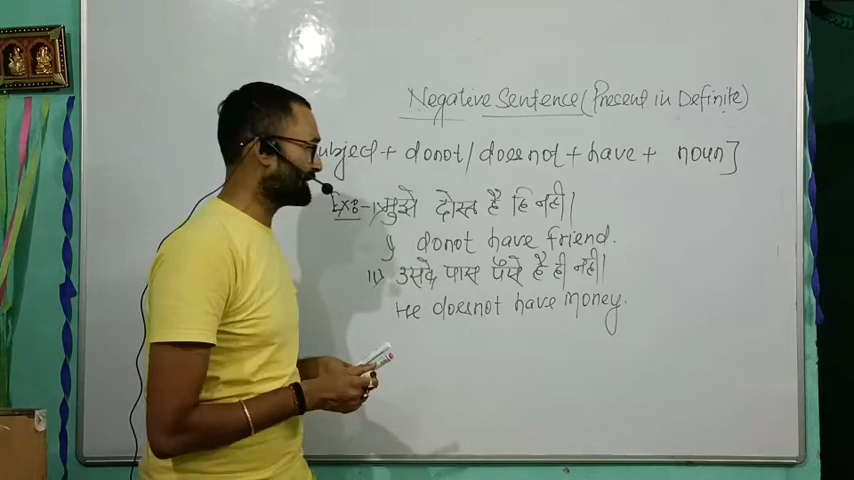 Negative Sentence (Present in Definite)
ubject + donot/doesnot + have + noun]
Ex:- i) मुझे दोस्त है हि नही।
I donot have friend.
ii) उसके पास पैसे है ही नही।
He doesnot have money.